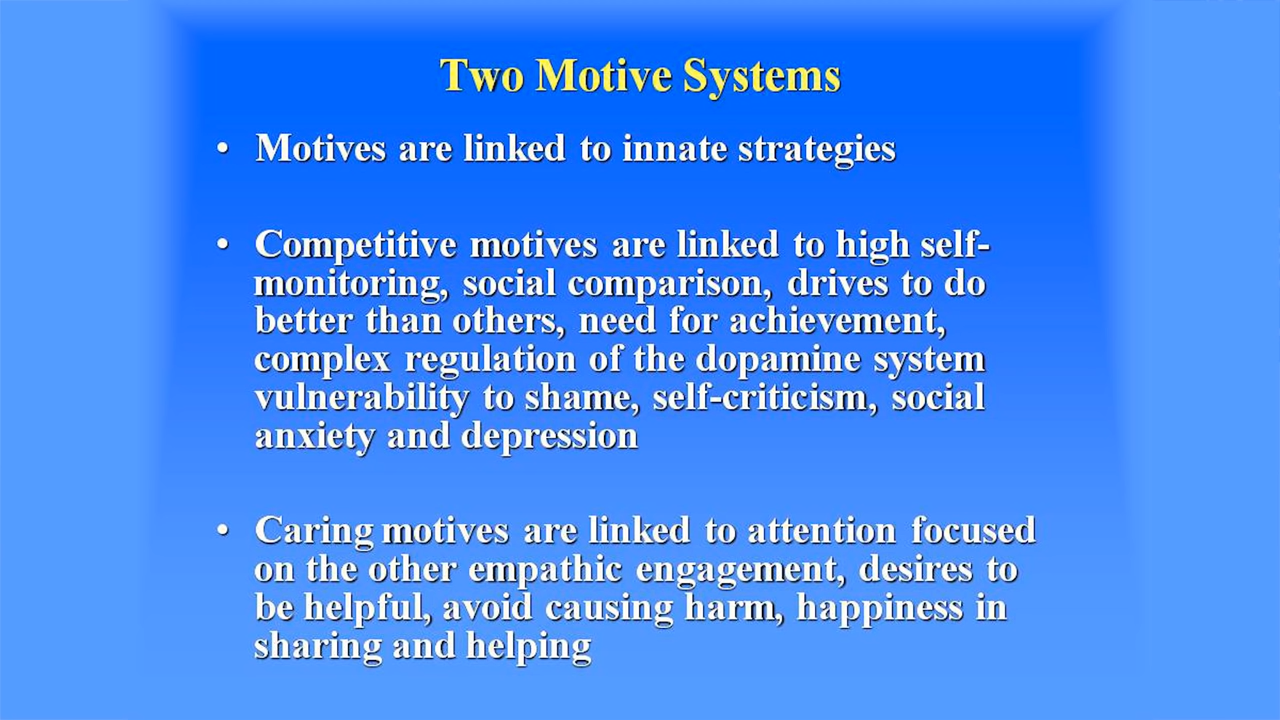 Two Motive Systems
• Motives are linked to innate strategies
• Competitive motives are linked to high self-
monitoring, social comparison, drives to do
better than others, need for achievement,
complex regulation of the dopamine system
vulnerability to shame, self-criticism, social
anxiety and depression
• Caring motives are linked to attention focused
on the other empathic engagement, desires to
be helpful, avoid causing harm, happiness in
sharing and helping